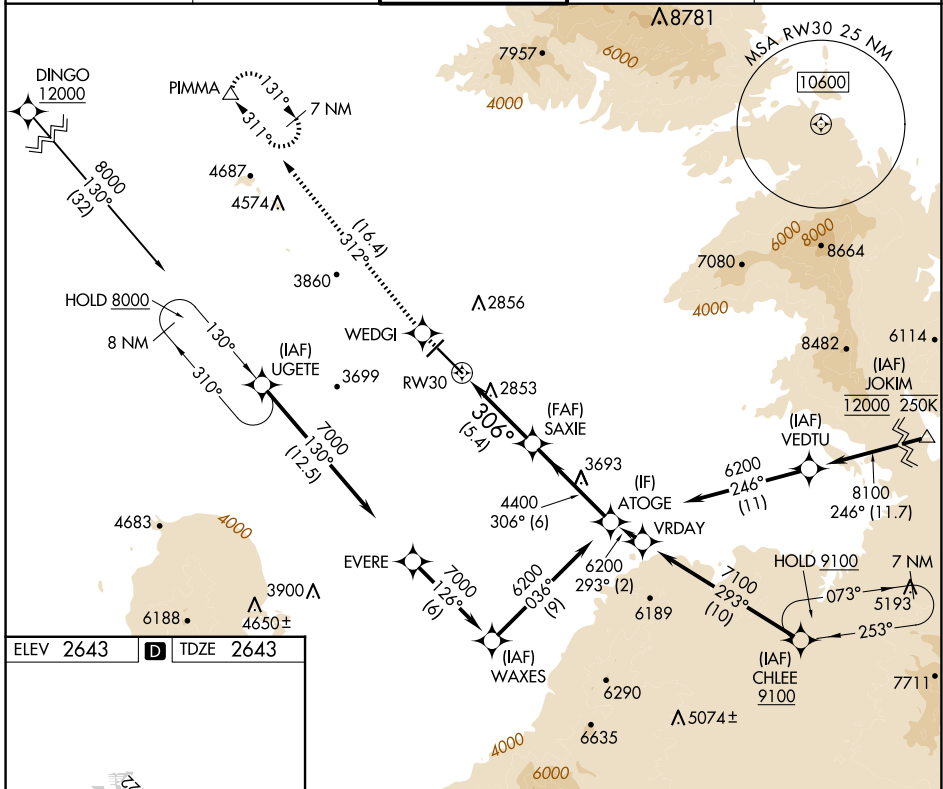 8781
7957
6000
4000
MSA RW30 25 NM
10600
DINGO
12000
PIMMA
131°
311°
7 NM
8000
130°
(32)
4687
4574
(16.4)
312°
3860
6000
8000
8664
7080
4000
HOLD 8000
8 NM
130°
310°
(IAF)
UGETE
WEDGI
2856
RW30
3699
2853
8482
6114
(IAF)
JOKIM
12000 250K
306°
(5.4)
(FAF)
SAXIE
(IAF)
VEDTU
7000
130°
(12.5)
3693
(IF)
ATOGE
4400
306° (6)
6200
246°
(11)
8100
246° (11.7)
VRDAY
4683
4000
EVERE
7000
126°
(6)
6200
036°
(9)
6200
293° (2)
7100
293°
(10)
HOLD 9100
7 NM
073°
5193
253°
3900
4650±
6188
6189
(IAF)
WAXES
(IAF)
CHLEE
9100
ELEV 2643 D TDZE 2643
6290
7711
5074±
6635
4000
6000
22